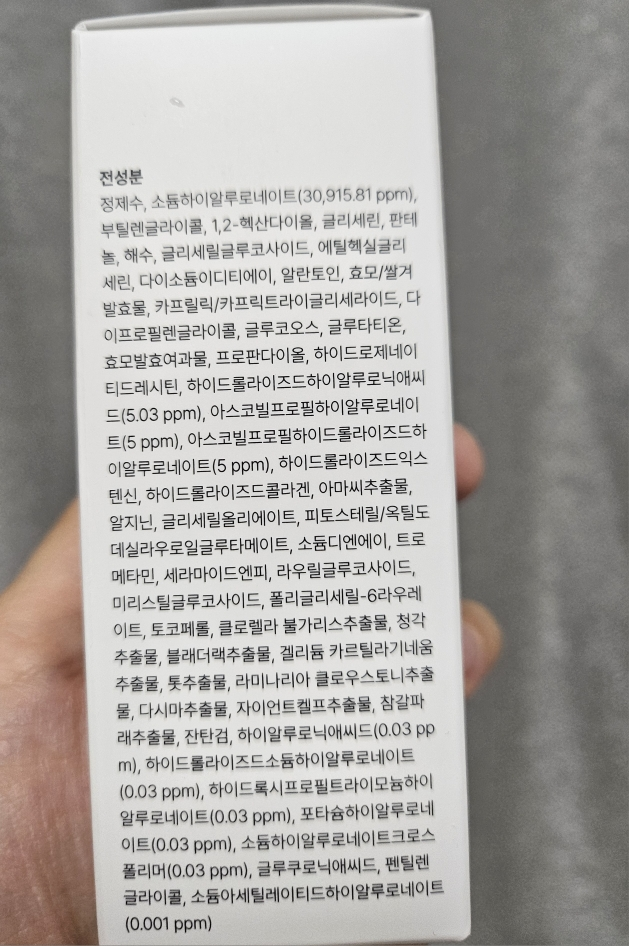 전성분
정제수, 소듐하이알루로네이트(30,915.81 ppm),
부틸렌글라이콜, 1,2-헥산다이올, 글리세린, 판테
놀, 해수, 글리세릴글루코사이드, 에틸헥실글리
세린, 다이소듐이디티에이, 알란토인, 효모/쌀겨
발효물, 카프릴릭/카프릭트라이글리세라이드, 다
이프로필렌글라이콜, 글루코오스, 글루타티온,
효모발효여과물, 프로판다이올, 하이드로제네이
티드레시틴, 하이드롤라이즈드하이알루로닉애씨
드(5.03 ppm), 아스코빌프로필하이알루로네이
트(5 ppm), 아스코빌프로필하이드롤라이즈드하
이알루로네이트(5 ppm), 하이드롤라이즈드익스
텐신, 하이드롤라이즈드콜라겐, 아마씨추출물,
알지닌, 글리세릴올리에이트, 피토스테릴/옥틸도
데실라우로일글루타메이트, 소듐디엔에이, 트로
메타민, 세라마이드엔피, 라우릴글루코사이드,
미리스틸글루코사이드, 폴리글리세릴-6라우레
이트, 토코페롤, 클로렐라 불가리스추출물, 청각
추출물, 블래더랙추출물, 겔리듐 카르틸라기네움
추출물, 톳추출물, 라미나리아 클로우스토니추출
물, 다시마추출물, 자이언트켈프추출물, 참갈파
래추출물, 잔탄검, 하이알루로닉애씨드(0.03 pp
m), 하이드롤라이즈드소듐하이알루로네이트
(0.03 ppm), 하이드록시프로필트라이모늄하이
알루로네이트(0.03 ppm), 포타슘하이알루로네
이트(0.03 ppm), 소듐하이알루로네이트크로스
폴리머(0.03 ppm), 글루쿠로닉애씨드, 펜틸렌
글라이콜, 소듐아세틸레이티드하이알루로네이트
(0.001 ppm)